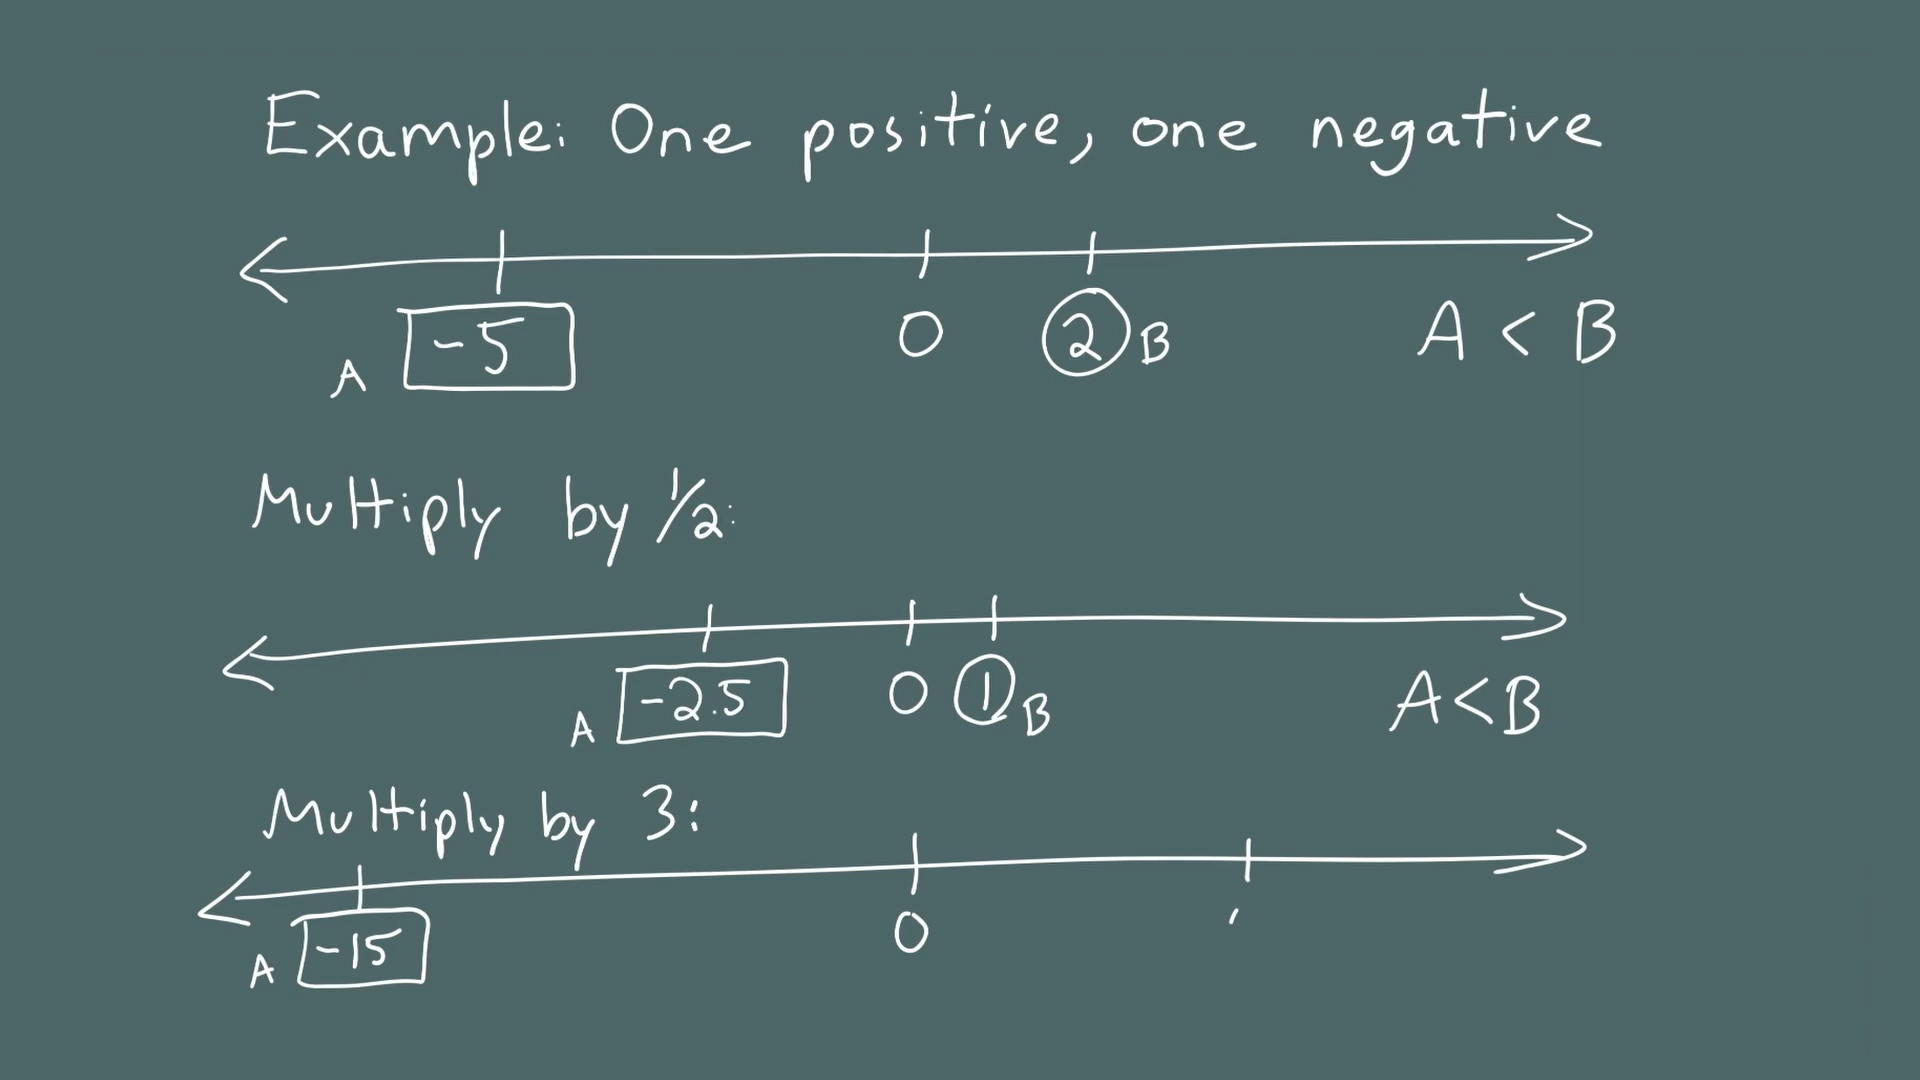 Example: One positive, one negative
A -5 0 2 B A < B
Multiply by 1/2:
A -2.5 0 1 B A < B
Multiply by 3:
A -15 0